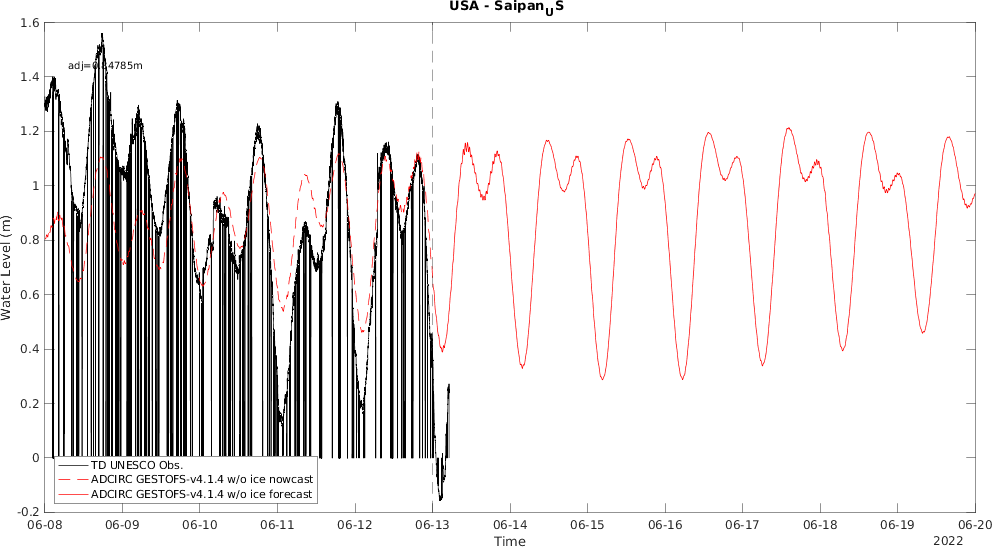 USA - Saipan_US
adj=0.84785m
1.6
1.4
1.2
1
0.8
0.6
0.4
0.2
0
-0.2
Water Level (m)
TD UNESCO Obs.
ADCIRC GESTOFS-v4.1.4 w/o ice nowcast
ADCIRC GESTOFS-v4.1.4 w/o ice forecast
06-08 06-09 06-10 06-11 06-12 06-13 06-14 06-15 06-16 06-17 06-18 06-19 06-20
Time
2022